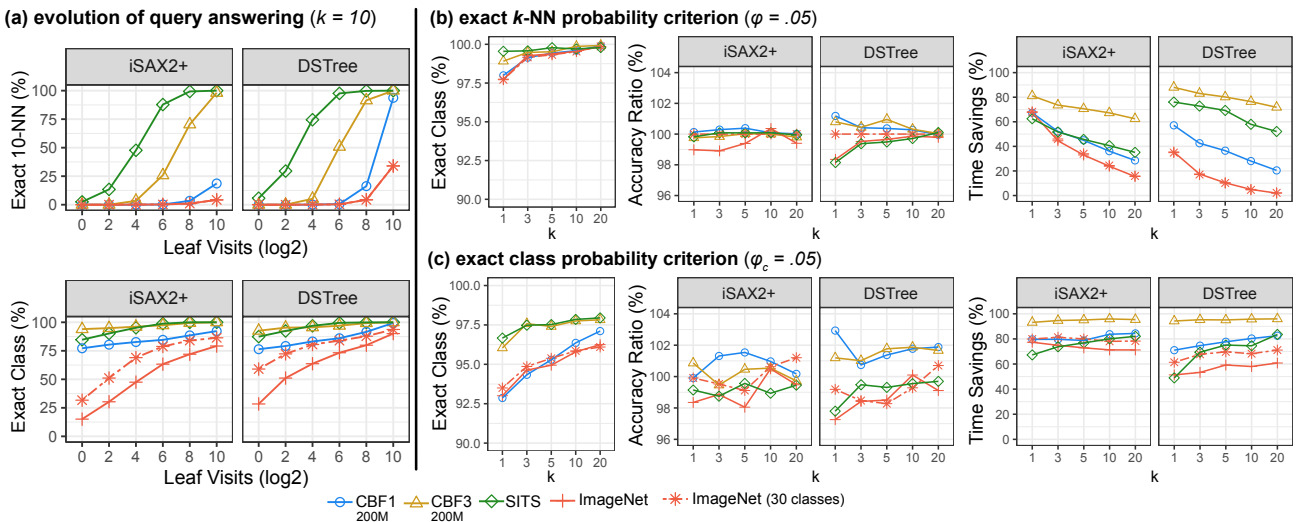 (a) evolution of query answering (k = 10)
iSAX2+
DSTree
Exact 10-NN (%)
100
75
50
25
0
0 2 4 6 8 10
0 2 4 6 8 10
Leaf Visits (log2)
iSAX2+
DSTree
Exact Class (%)
100
75
50
25
0
0 2 4 6 8 10
0 2 4 6 8 10
Leaf Visits (log2)
(b) exact k-NN probability criterion (φ = .05)
Exact Class (%)
100.0
97.5
95.0
92.5
90.0
1 3 5 10 20
k
iSAX2+
DSTree
Accuracy Ratio (%)
104
102
100
98
96
1 3 5 10 20
1 3 5 10 20
k
iSAX2+
DSTree
Time Savings (%)
100
80
60
40
20
0
1 3 5 10 20
1 3 5 10 20
k
(c) exact class probability criterion (φc = .05)
Exact Class (%)
100.0
97.5
95.0
92.5
90.0
1 3 5 10 20
k
iSAX2+
DSTree
Accuracy Ratio (%)
104
102
100
98
96
1 3 5 10 20
1 3 5 10 20
k
iSAX2+
DSTree
Time Savings (%)
100
80
60
40
20
0
1 3 5 10 20
1 3 5 10 20
k
CBF1 CBF3 SITS ImageNet ImageNet (30 classes)
200M 200M